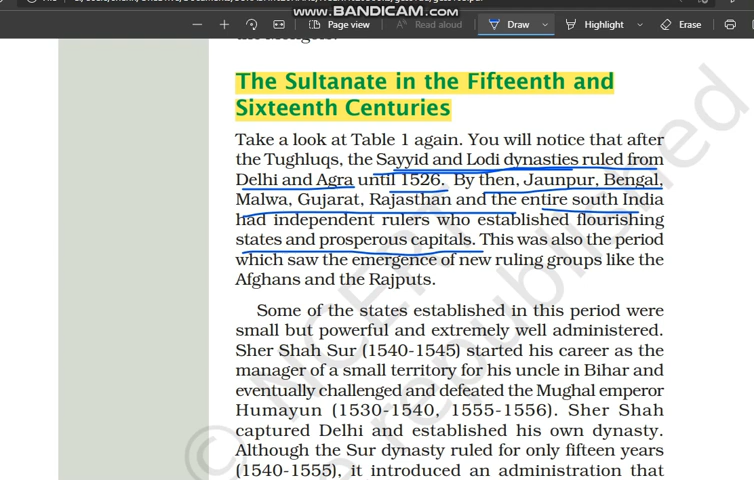 www.BANDICAM.com
Page view
Read aloud
Draw
Highlight
Erase
The Sultanate in the Fifteenth and
Sixteenth Centuries
Take a look at Table 1 again. You will notice that after
the Tughluqs, the Sayyid and Lodi dynasties ruled from
Delhi and Agra until 1526. By then, Jaunpur, Bengal,
Malwa, Gujarat, Rajasthan and the entire south India
had independent rulers who established flourishing
states and prosperous capitals. This was also the period
which saw the emergence of new ruling groups like the
Afghans and the Rajputs.
Some of the states established in this period were
small but powerful and extremely well administered.
Sher Shah Sur (1540-1545) started his career as the
manager of a small territory for his uncle in Bihar and
eventually challenged and defeated the Mughal emperor
Humayun (1530-1540, 1555-1556). Sher Shah
captured Delhi and established his own dynasty.
Although the Sur dynasty ruled for only fifteen years
(1540-1555), it introduced an administration that
© NCERT
republished